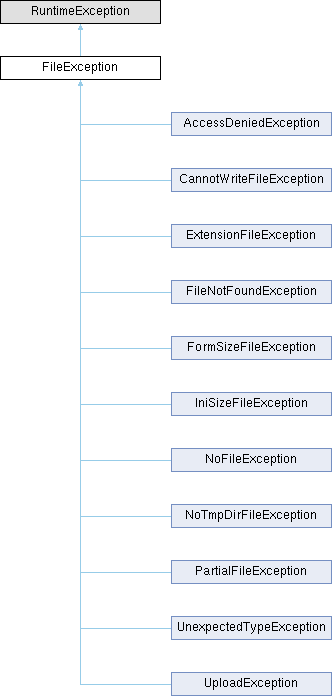 RuntimeException
FileException
AccessDeniedException
CannotWriteFileException
ExtensionFileException
FileNotFoundException
FormSizeFileException
IniSizeFileException
NoFileException
NoTmpDirFileException
PartialFileException
UnexpectedTypeException
UploadException